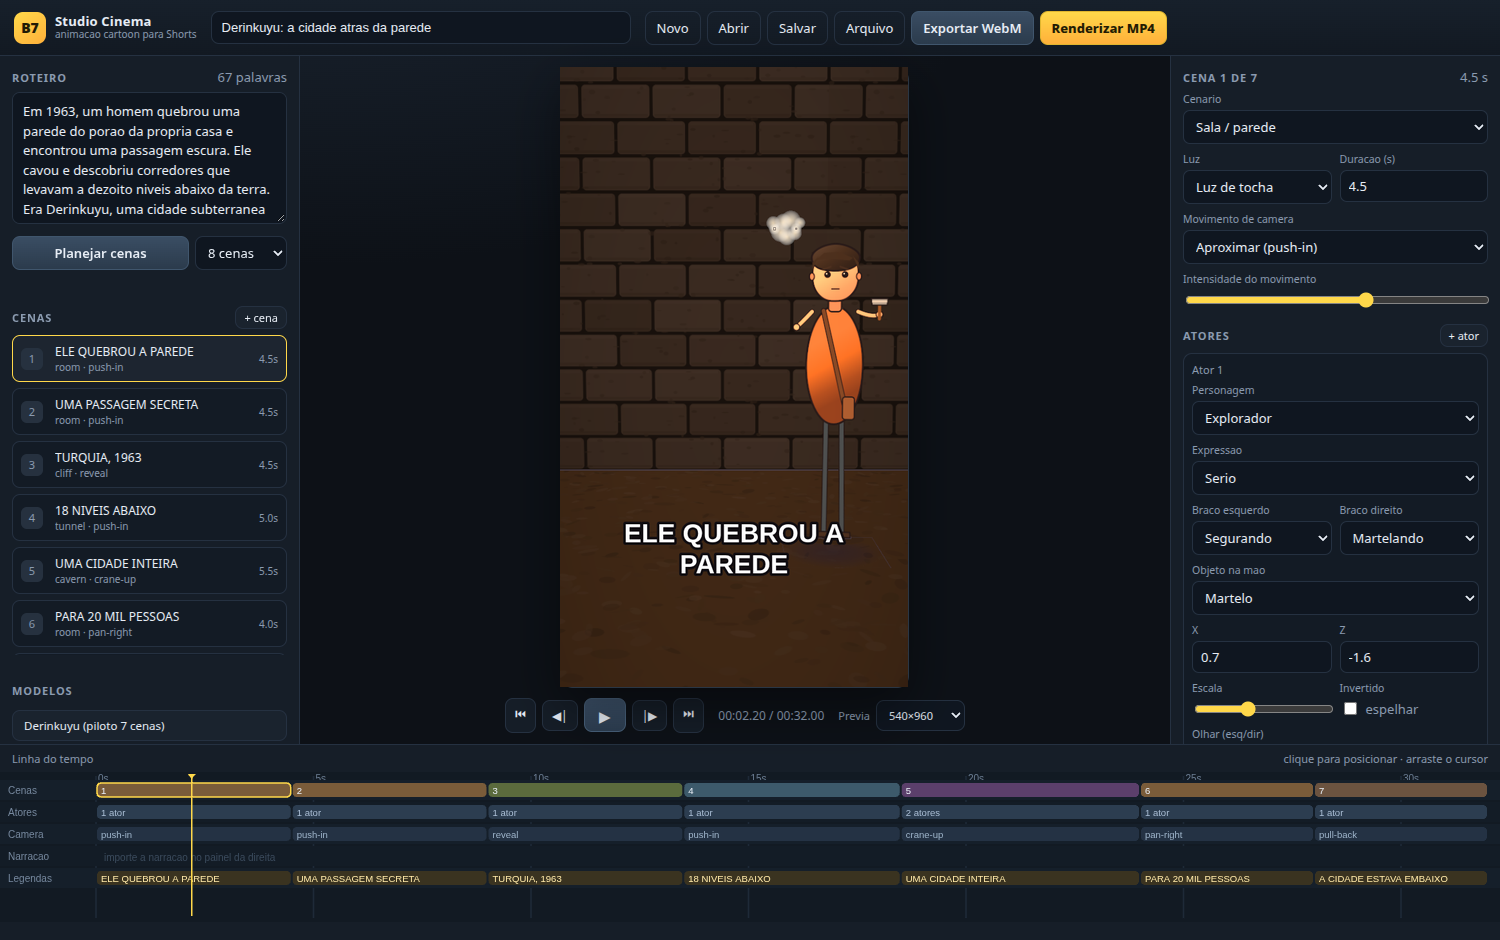 B7
Studio Cinema
animacao cartoon para Shorts
Derinkuyu: a cidade atras da parede
Novo
Abrir
Salvar
Arquivo
Exportar WebM
Renderizar MP4
ROTEIRO
67 palavras
Em 1963, um homem quebrou uma
parede do porao da propria casa e
encontrou uma passagem escura. Ele
cavou e descobriu corredores que
levavam a dezoito niveis abaixo da terra.
Era Derinkuyu, uma cidade subterranea
Planejar cenas
8 cenas
CENAS
+ cena
1
ELE QUEBROU A PAREDE
room · push-in
4.5s
2
UMA PASSAGEM SECRETA
room · push-in
4.5s
3
TURQUIA, 1963
cliff · reveal
4.5s
4
18 NIVEIS ABAIXO
tunnel · push-in
5.0s
5
UMA CIDADE INTEIRA
cavern · crane-up
5.5s
6
PARA 20 MIL PESSOAS
room · pan-right
4.0s
MODELOS
Derinkuyu (piloto 7 cenas)
ELE QUEBROU A
PAREDE
00:02.20 / 00:32.00
Previa
540×960
CENA 1 DE 7
4.5 s
Cenario
Sala / parede
Luz
Duracao (s)
Luz de tocha
4.5
Movimento de camera
Aproximar (push-in)
Intensidade do movimento
ATORES
+ ator
Ator 1
Personagem
Explorador
Expressao
Serio
Braco esquerdo
Braco direito
Segurando
Martelando
Objeto na mao
Martelo
X
Z
0.7
-1.6
Escala
Invertido
espelhar
Olhar (esq/dir)
Linha do tempo
clique para posicionar · arraste o cursor
0s 5s 10s 15s 20s 25s 30s
Cenas 1 2 3 4 5 6 7
Atores 1 ator 1 ator 1 ator 1 ator 2 atores 1 ator 1 ator
Camera push-in push-in reveal push-in crane-up pan-right pull-back
Narracao importe a narracao no painel da direita
Legendas ELE QUEBROU A PAREDE UMA PASSAGEM SECRETA TURQUIA, 1963 18 NIVEIS ABAIXO UMA CIDADE INTEIRA PARA 20 MIL PESSOAS A CIDADE ESTAVA EMBAIXO